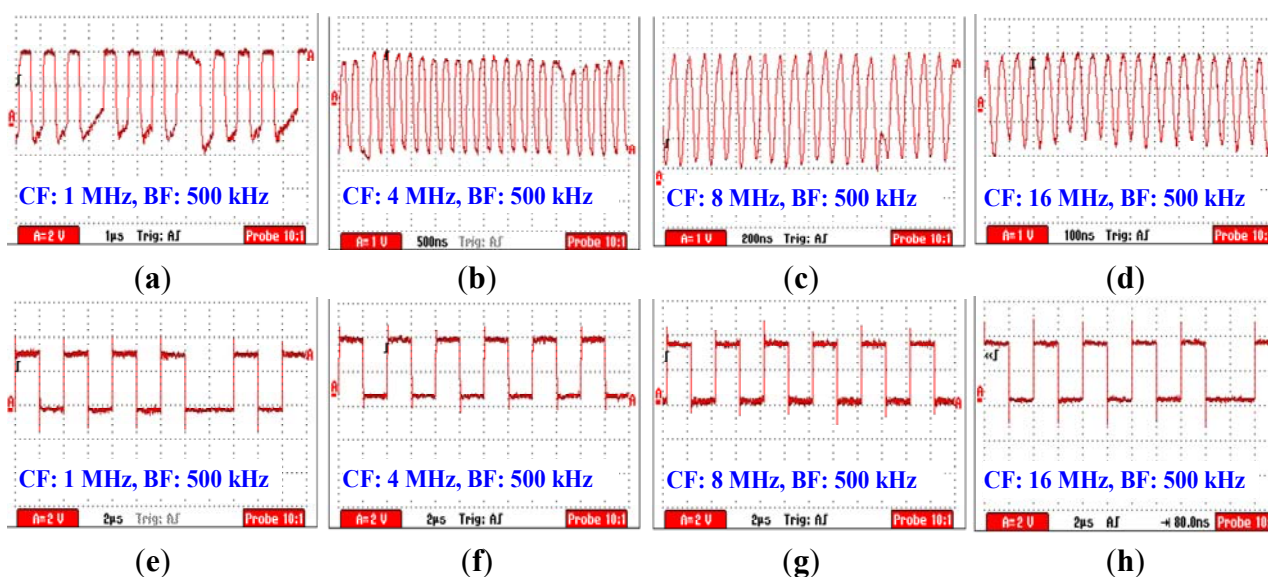 A
A
A
A
A
A
A
A
CF: 1 MHz, BF: 500 kHz
CF: 4 MHz, BF: 500 kHz
CF: 8 MHz, BF: 500 kHz
CF: 16 MHz, BF: 500 kHz
A=2 V 1µs Trig: A Probe 10:1
A=1 V 500ns Trig: A Probe 10:1
A=1 V 200ns Trig: A Probe 10:1
A=1 V 100ns Trig: A Probe 10:
(a)
(b)
(c)
(d)
A
A
A
A
A
A
A
CF: 1 MHz, BF: 500 kHz
CF: 4 MHz, BF: 500 kHz
CF: 8 MHz, BF: 500 kHz
CF: 16 MHz, BF: 500 kHz
A=2 V 2µs Trig: A Probe 10:1
A=2 V 2µs Trig: A Probe 10:1
A=2 V 2µs Trig: A Probe 10:1
A=2 V 2µs A 80.0ns Probe 10:
(e)
(f)
(g)
(h)